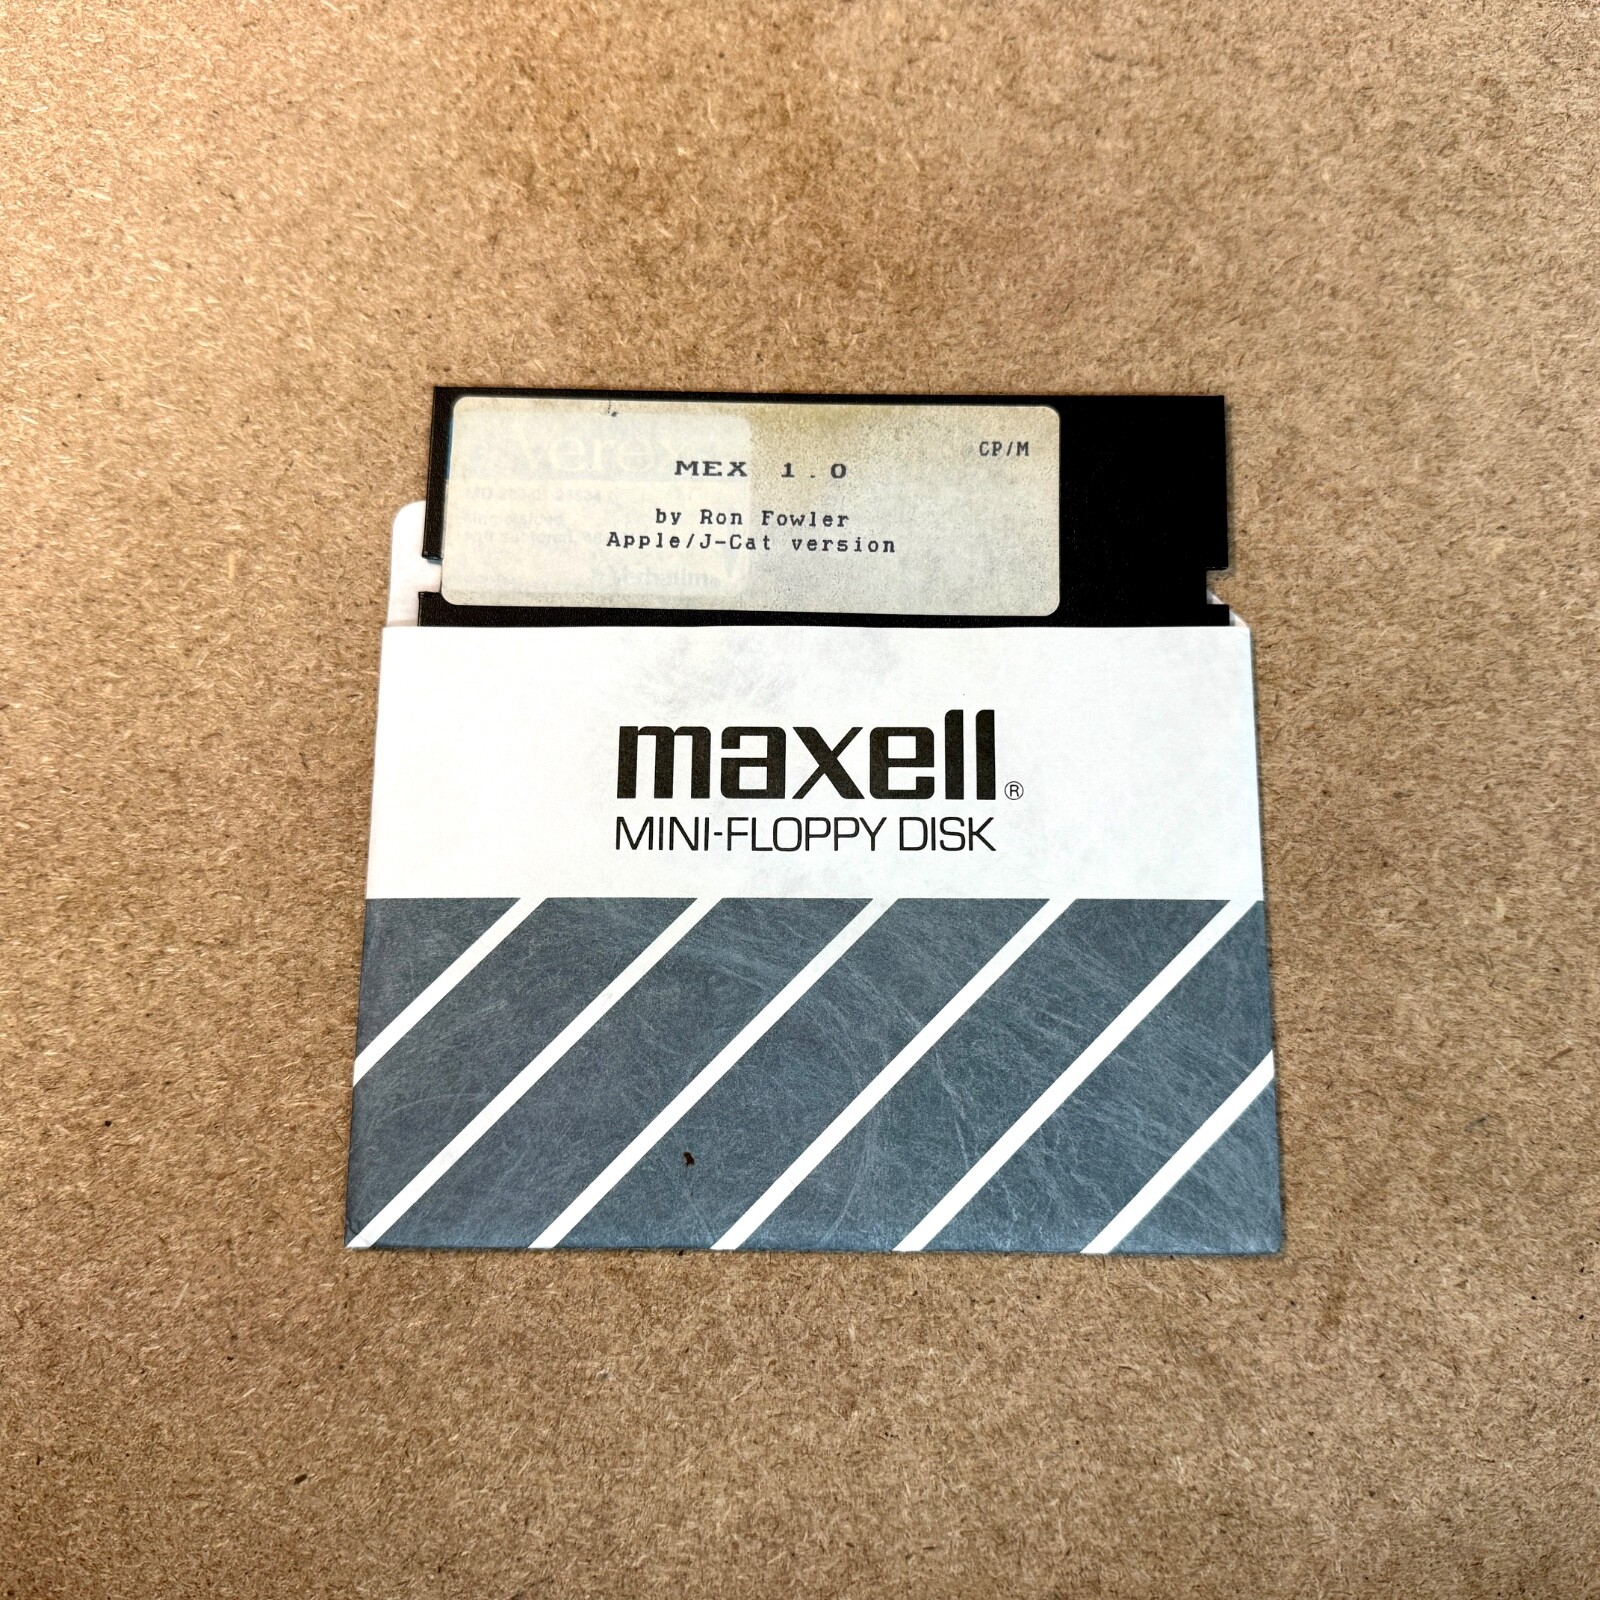 CP/M
MEX 1.0
by Ron Fowler
Apple/J-Cat version
maxell®
MINI-FLOPPY DISK